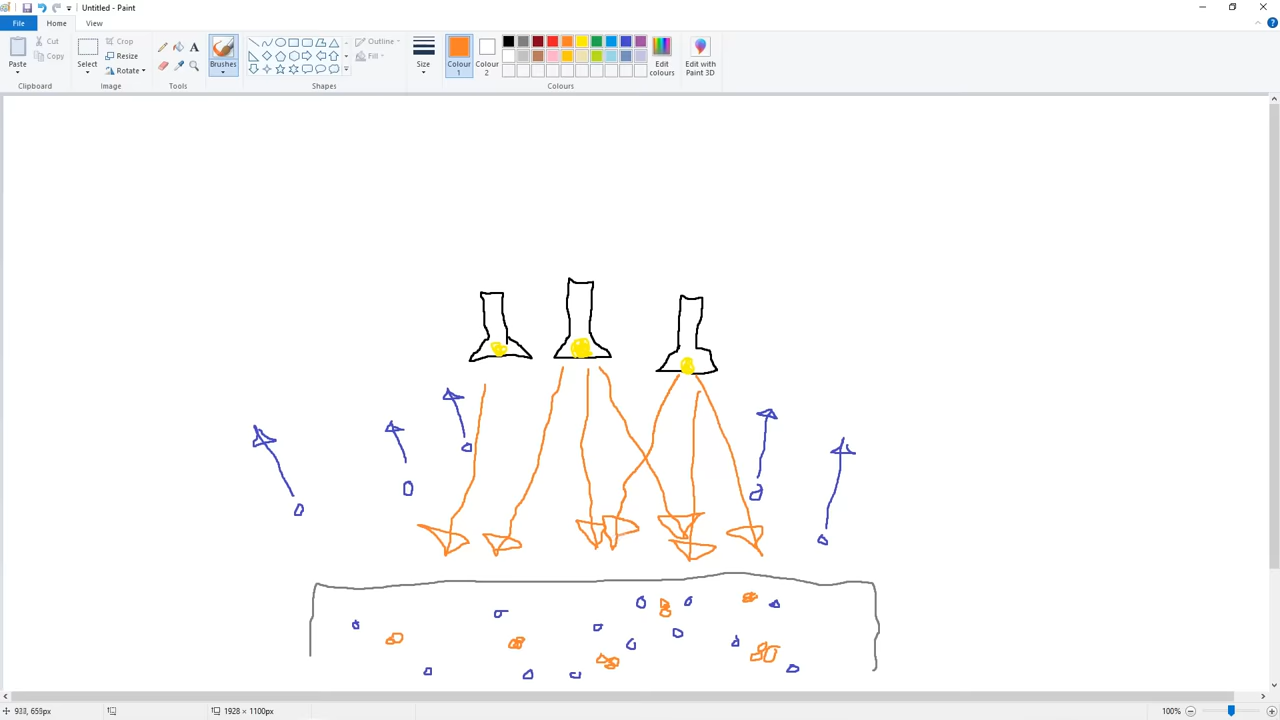 Untitled - Paint
File
Home
View
Paste
Cut
Copy
Clipboard
Select
Crop
Resize
Rotate
Image
A
Tools
Brushes
Shapes
Outline
Fill
Size
Colour 1
Colour 2
Edit colours
Colours
Edit with Paint 3D
938, 659px
1928 × 1100px
100%